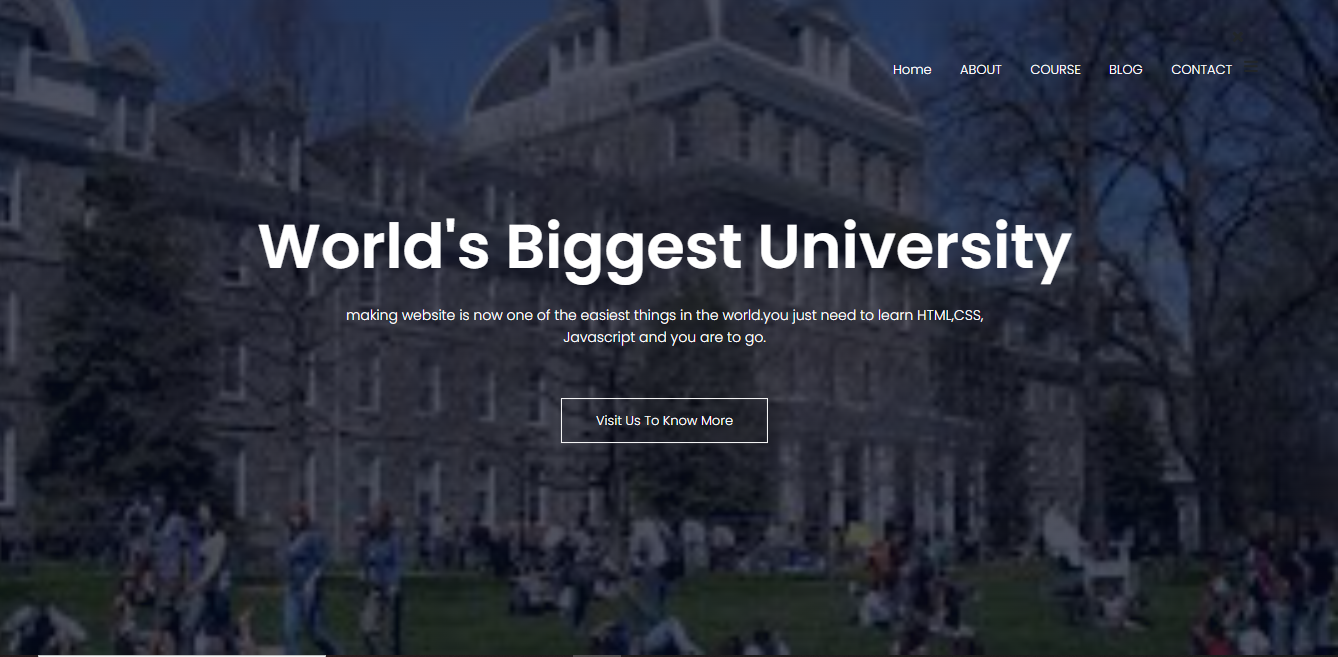 Home ABOUT COURSE BLOG CONTACT
World's Biggest University
making website is now one of the easiest things in the world.you just need to learn HTML,CSS,
Javascript and you are to go.
Visit Us To Know More